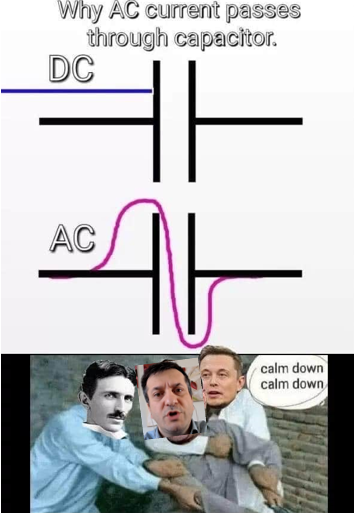 Why AC current passes
through capacitor.
DC
AC
calm down
calm down